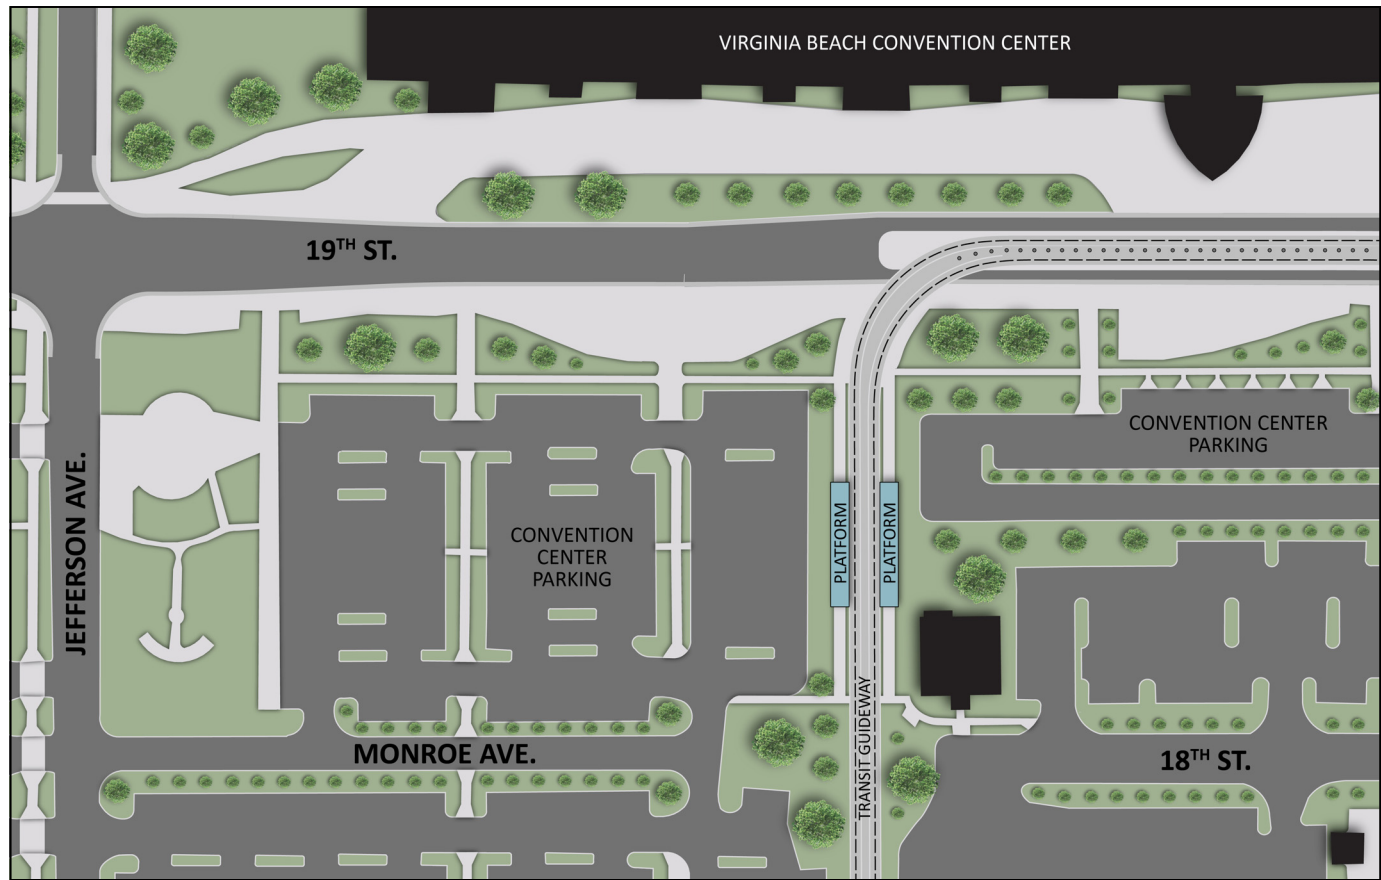 VIRGINIA BEACH CONVENTION CENTER
19TH ST.
CONVENTION CENTER
PARKING
JEFFERSON AVE.
CONVENTION
CENTER
PARKING
PLATFORM
PLATFORM
TRANSIT GUIDEWAY
MONROE AVE.
18TH ST.